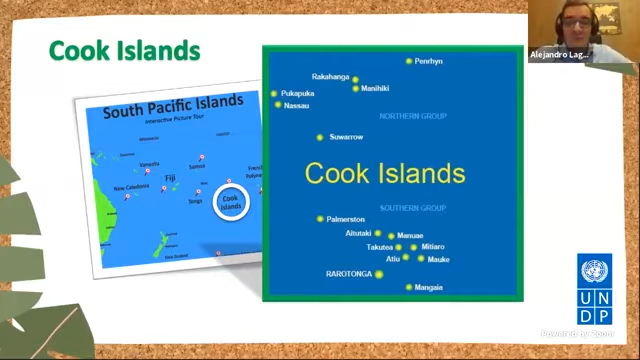 Cook Islands
Alejandro Lag...
South Pacific Islands
Interactive Picture Tour
Vanuatu
Samoa
Fiji
New Caledonia
Tonga
Cook
Islands
New Zealand
Penrhyn
Rakahanga
Manihiki
Pukapuka
Nassau
NORTHERN GROUP
Suwarrow
Cook Islands
SOUTHERN GROUP
Palmerston
Aitutaki
Manuae
Takutea
Mitiaro
Atiu
Mauke
RAROTONGA
Mangaia
U N
D P
Powered by Zoom